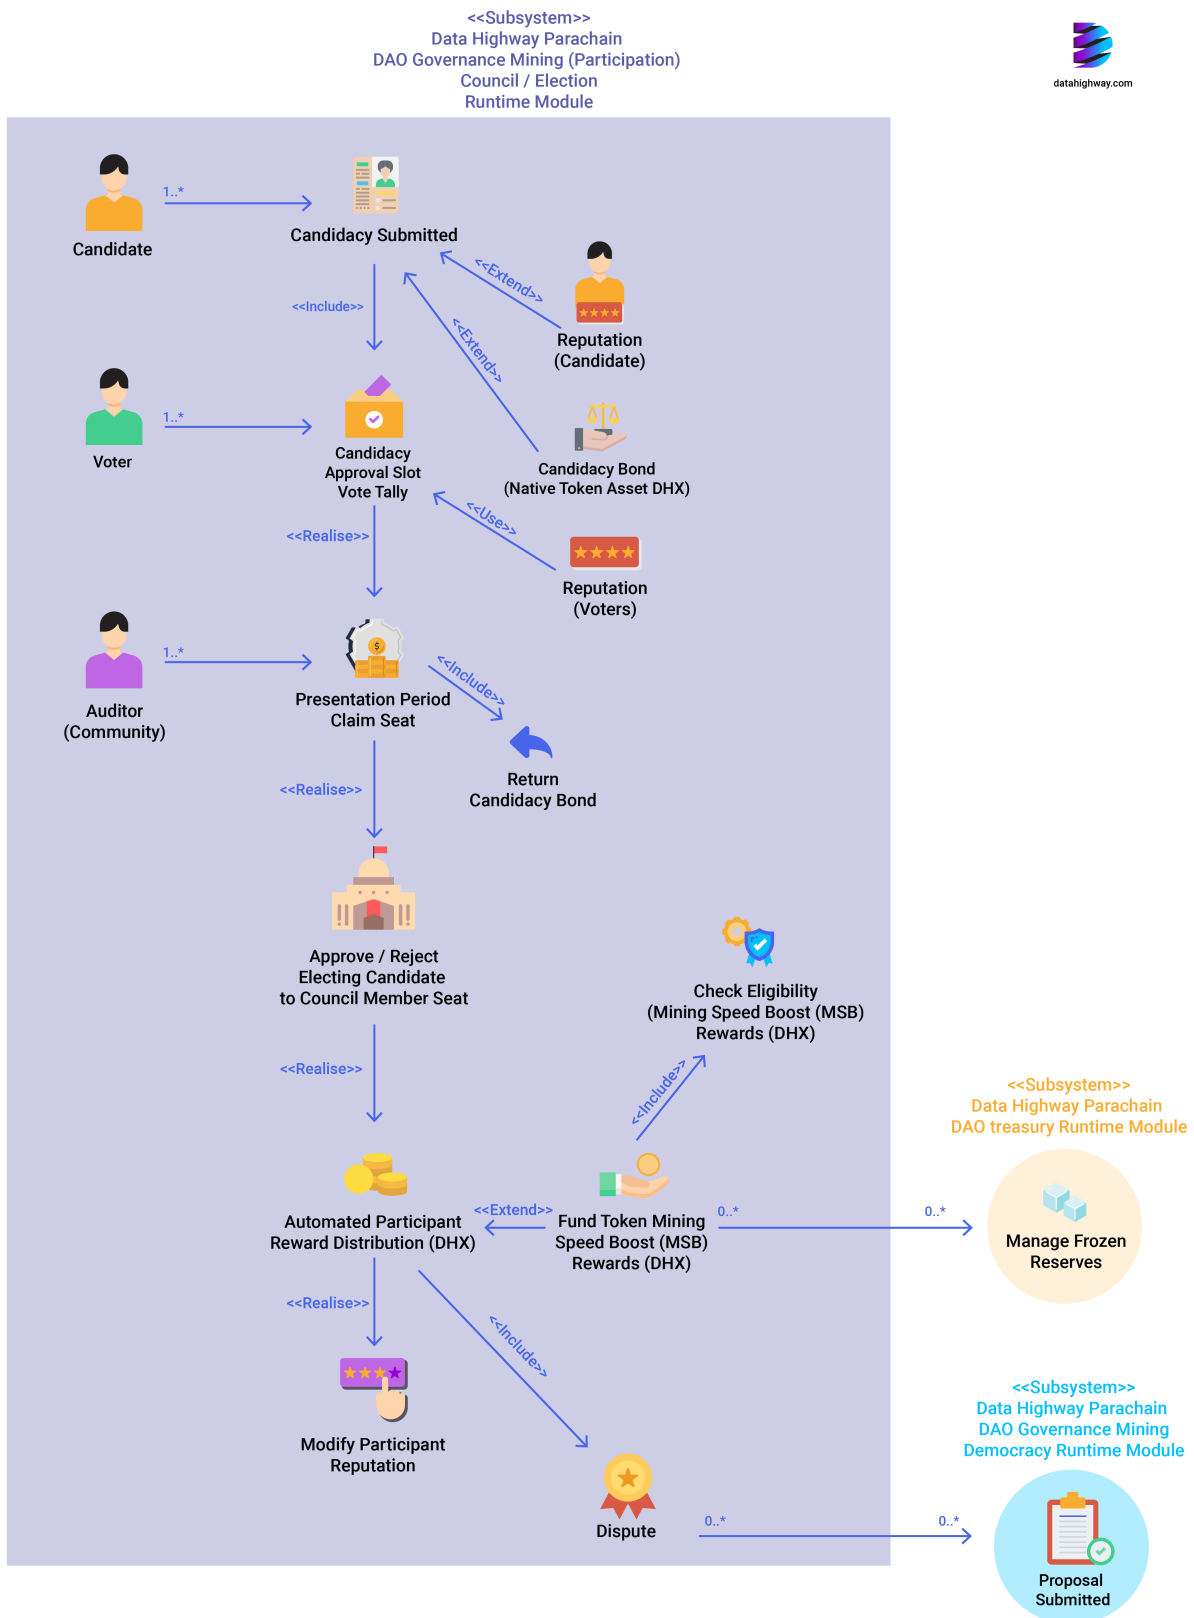 <<Subsystem>>
Data Highway Parachain
DAO Governance Mining (Participation)
Council / Election
Runtime Module
datahighway.com
1..*
Candidate
Candidacy Submitted
<<Extend>>
<<Include>>
<<Extend>>
Reputation
(Candidate)
1..*
Voter
Candidacy
Approval Slot
Vote Tally
Candidacy Bond
(Native Token Asset DHX)
<<Use>>
<<Realise>>
Reputation
(Voters)
1..*
Auditor
(Community)
Presentation Period
Claim Seat
<<Include>>
Return
Candidacy Bond
<<Realise>>
Approve / Reject
Electing Candidate
to Council Member Seat
Check Eligibility
(Mining Speed Boost (MSB)
Rewards (DHX)
<<Realise>>
<<Include>>
<<Subsystem>>
Data Highway Parachain
DAO treasury Runtime Module
Automated Participant
Reward Distribution (DHX)
<<Extend>>
Fund Token Mining
Speed Boost (MSB)
Rewards (DHX)
0..*
0..*
Manage Frozen
Reserves
<<Realise>>
<<Include>>
Modify Participant
Reputation
<<Subsystem>>
Data Highway Parachain
DAO Governance Mining
Democracy Runtime Module
Dispute
0..*
0..*
Proposal
Submitted